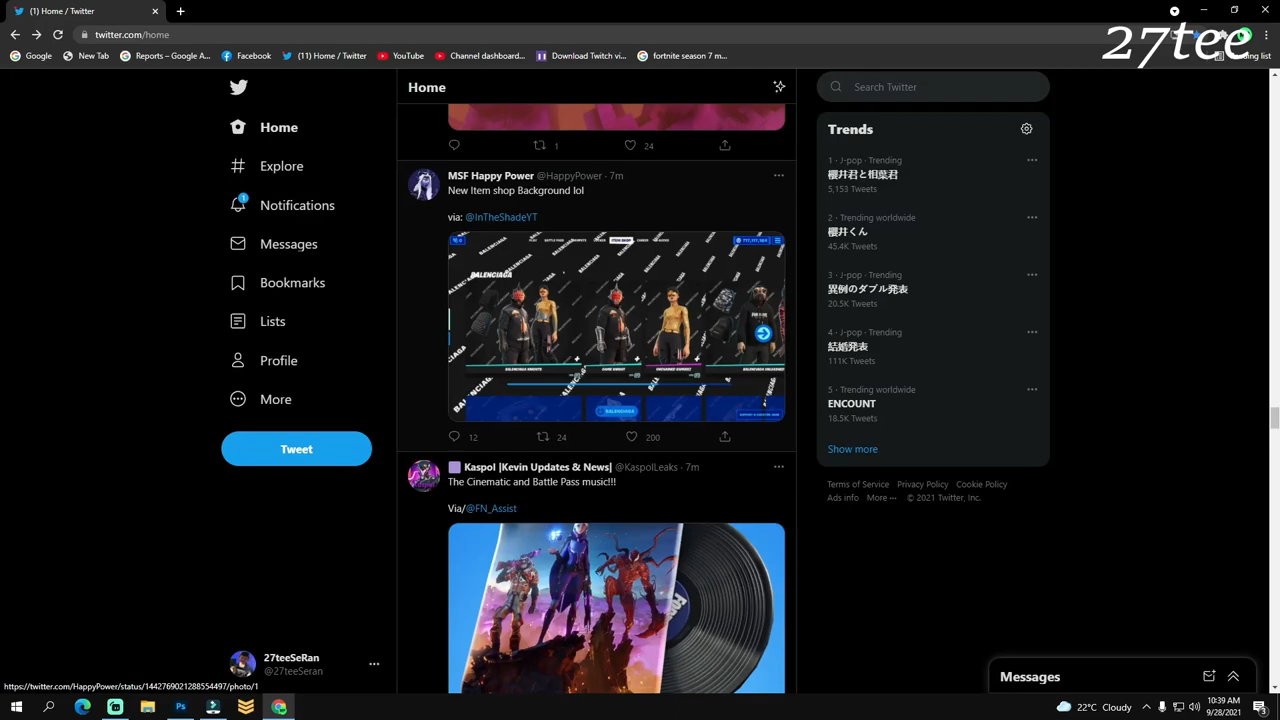 (1) Home / Twitter
twitter.com/home
27tee
Google
New Tab
Reports – Google A...
Facebook
(11) Home / Twitter
YouTube
Channel dashboard...
Download Twitch vi...
fortnite season 7 m...
Home
Explore
1
Notifications
Messages
Bookmarks
Lists
Profile
More
Tweet
27teeSeRan
@27teeSeran
https://twitter.com/HappyPower/status/1442769021288554497/photo/1
Home
1
24
MSF Happy Power @HappyPower · 7m
New Item shop Background lol
via: @InTheShadeYT
ITEM SHOP
BALENCIAGA
BALENCIAGA
12
24
200
Kaspol |Kevin Updates & News| @KaspolLeaks · 7m
The Cinematic and Battle Pass music!!!
Via/@FN_Assist
Search Twitter
Trends
1 · J-pop · Trending
櫻井君と相葉君
5,153 Tweets
2 · Trending worldwide
櫻井くん
45.4K Tweets
3 · J-pop · Trending
異例のダブル発表
20.5K Tweets
4 · J-pop · Trending
結婚発表
111K Tweets
5 · Trending worldwide
ENCOUNT
18.5K Tweets
Show more
Terms of Service Privacy Policy Cookie Policy
Ads info More ··· © 2021 Twitter, Inc.
Messages
22°C Cloudy
10:39 AM
9/28/2021